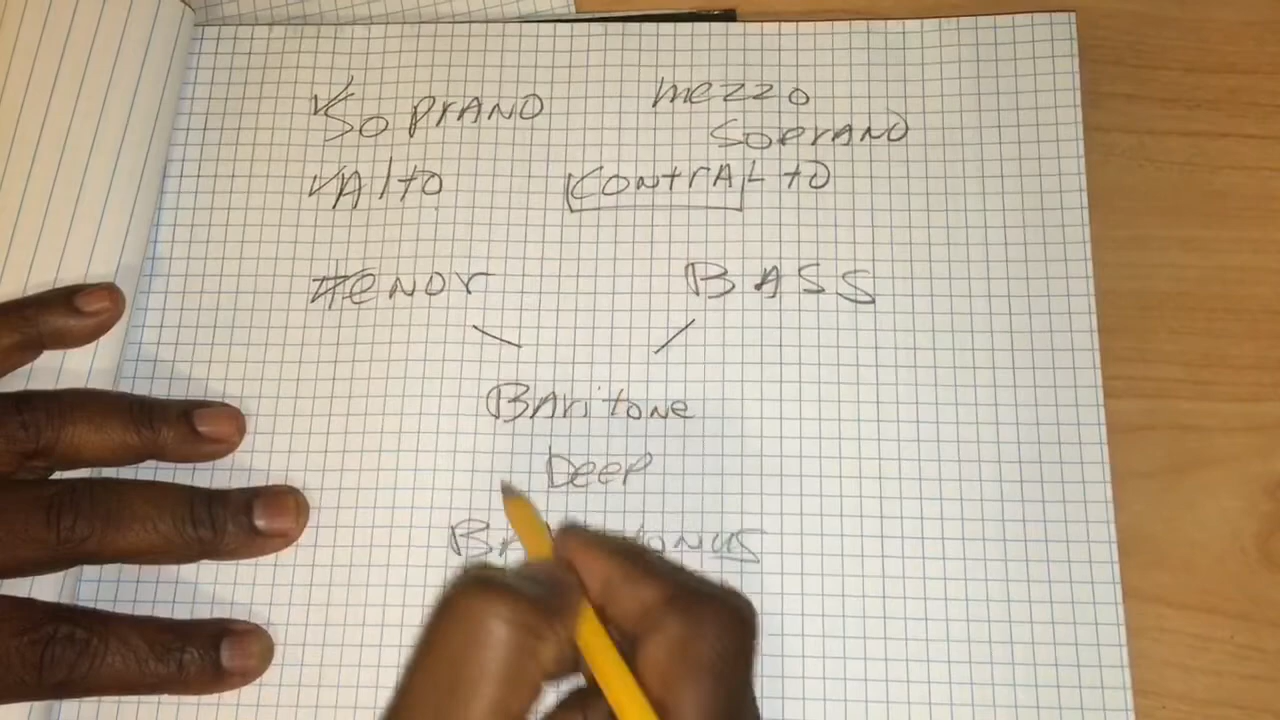 Soprano
mezzo
soprano
Alto
contralto
tenor
BASS
Baritone
Deep